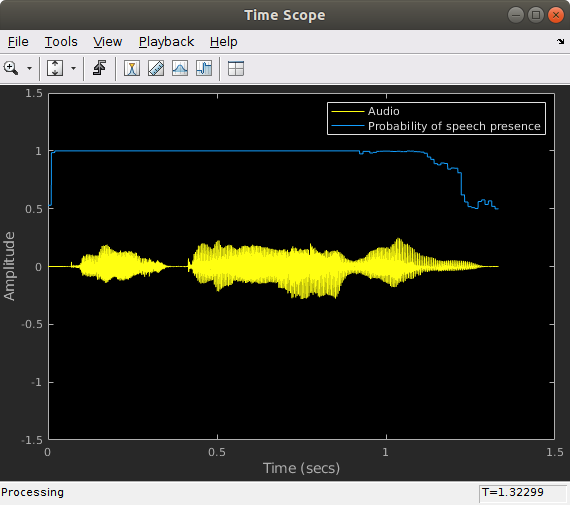 Time Scope
File Tools View Playback Help
1.5
Audio
Probability of speech presence
1
0.5
0
-0.5
-1
-1.5
Amplitude
0 0.5 1 1.5
Time (secs)
Processing T=1.32299